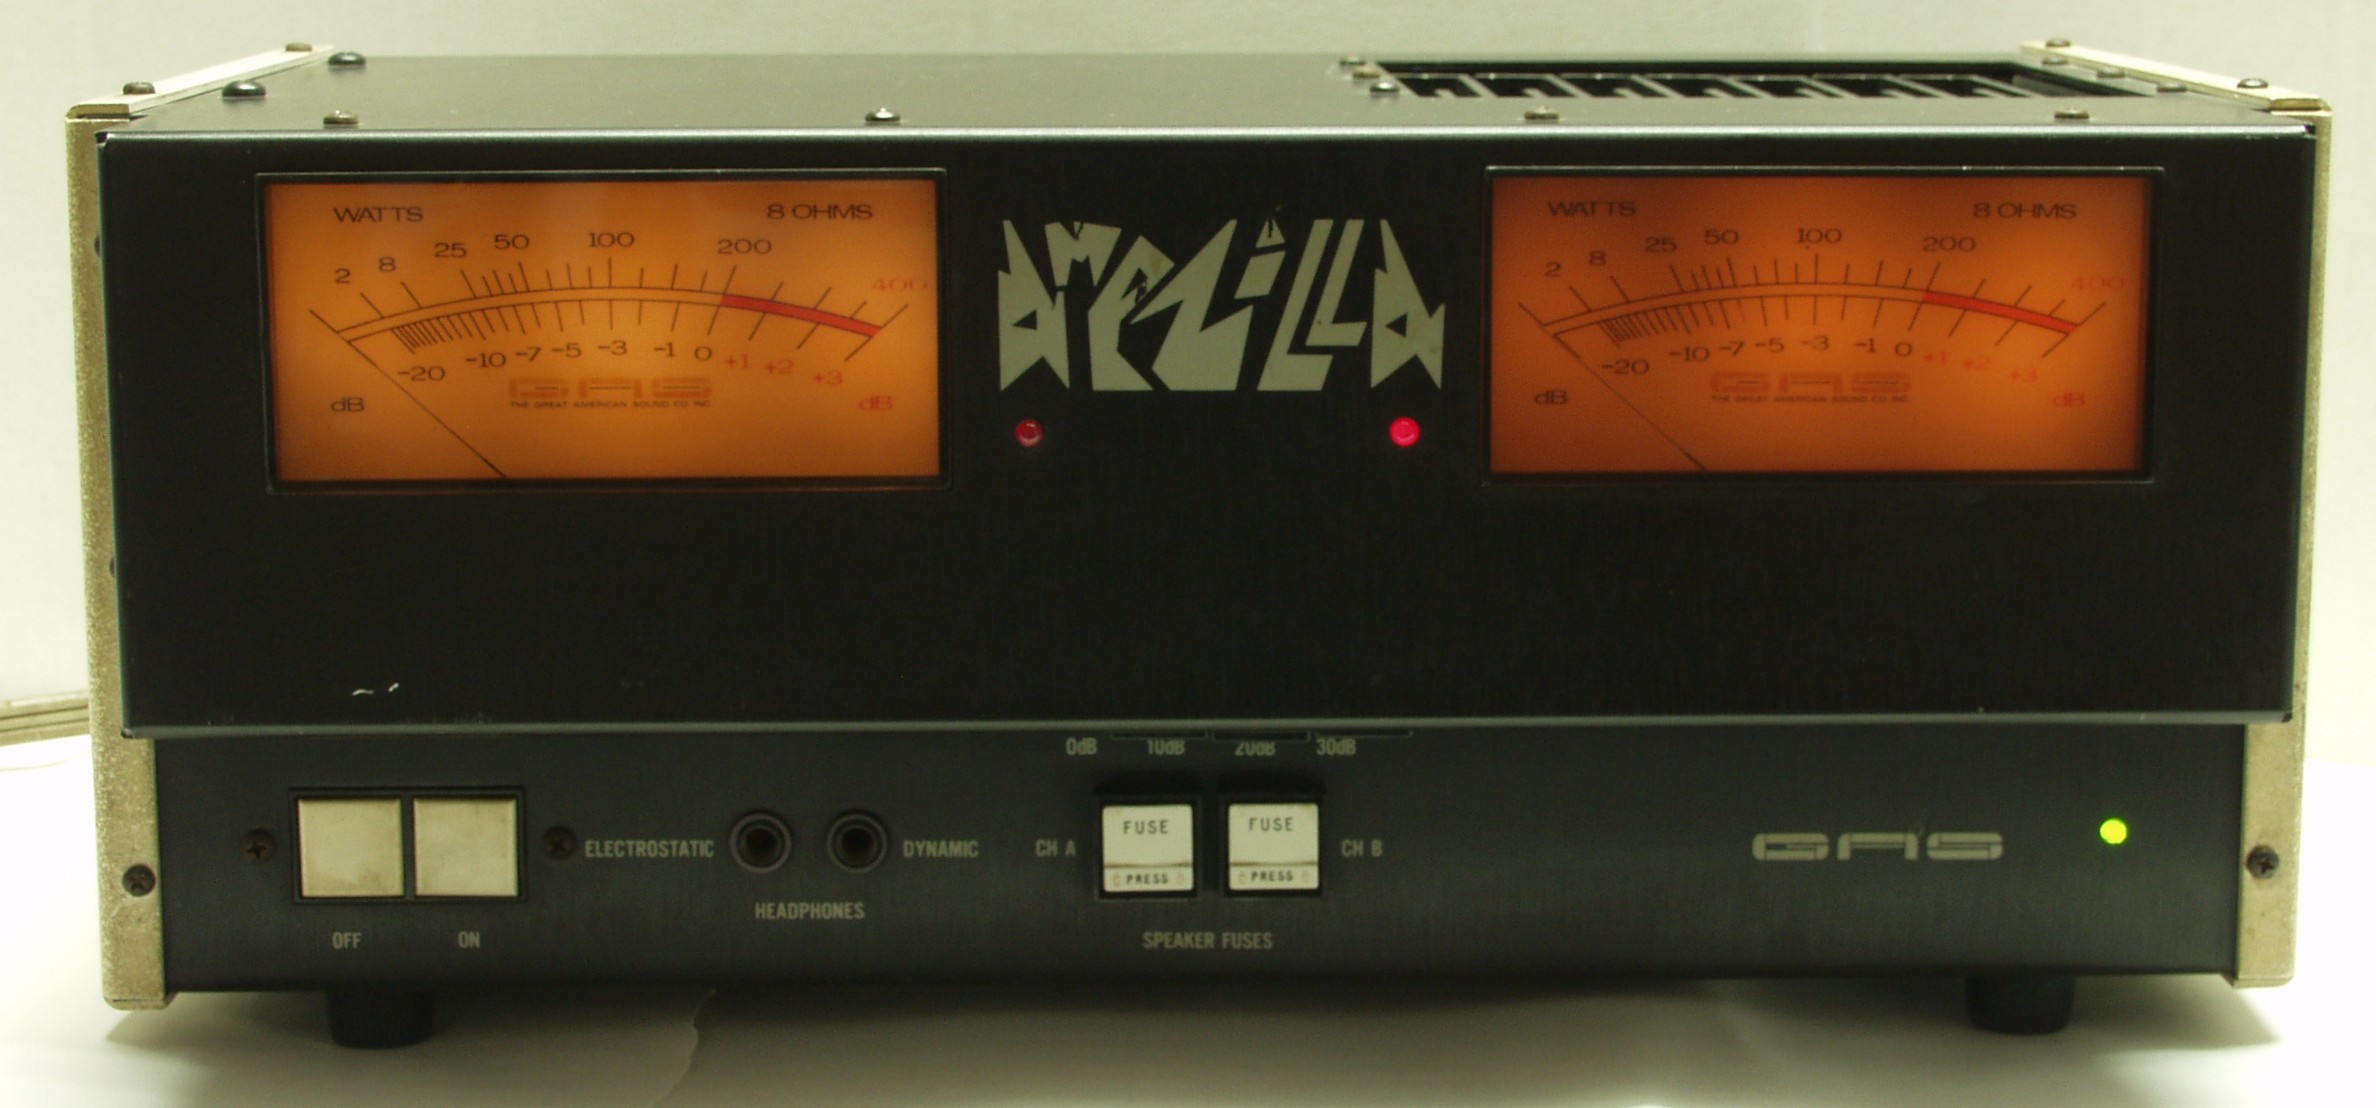 WATTS 8 OHMS
2 8 25 50 100 200 400
-20 -10 -7 -5 -3 -1 0 +1 +2 +3
dB dB
GAS
THE GREAT AMERICAN SOUND CO INC
AMPZILLA
WATTS 8 OHMS
2 8 25 50 100 200 400
-20 -10 -7 -5 -3 -1 0 +1 +2 +3
dB dB
GAS
THE GREAT AMERICAN SOUND CO INC
0dB 10dB 20dB 30dB
OFF ON
ELECTROSTATIC DYNAMIC
HEADPHONES
CH A FUSE FUSE CH B
PRESS PRESS
SPEAKER FUSES
GAS